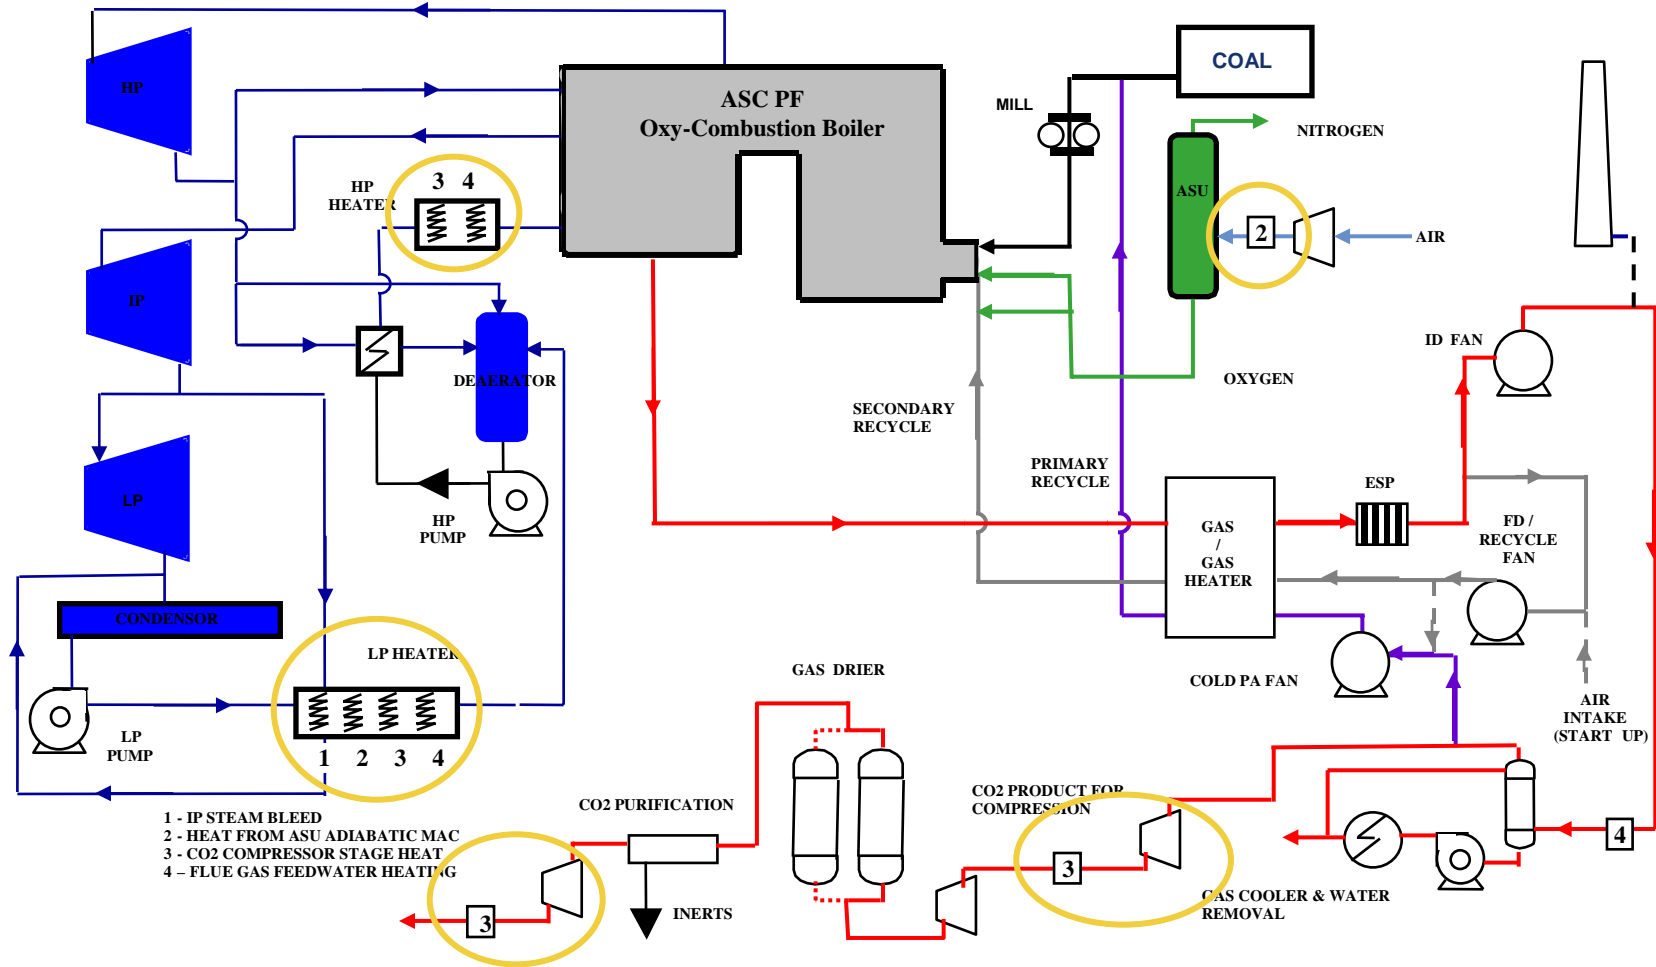 COAL
HP
ASC PF
Oxy-Combustion Boiler
MILL
NITROGEN
3 4
HP
HEATER
ASU
2
AIR
IP
ID FAN
DEAERATOR
OXYGEN
SECONDARY
RECYCLE
PRIMARY
RECYCLE
ESP
LP
HP
PUMP
GAS
/
GAS
HEATER
FD /
RECYCLE
FAN
CONDENSOR
LP HEATER
GAS DRIER
COLD PA FAN
AIR
INTAKE
(START UP)
LP
PUMP
1 2 3 4
CO2 PURIFICATION
CO2 PRODUCT FOR
COMPRESSION
1 - IP STEAM BLEED
2 - HEAT FROM ASU ADIABATIC MAC
3 - CO2 COMPRESSOR STAGE HEAT
4 – FLUE GAS FEEDWATER HEATING
4
3
GAS COOLER & WATER
REMOVAL
INERTS
3